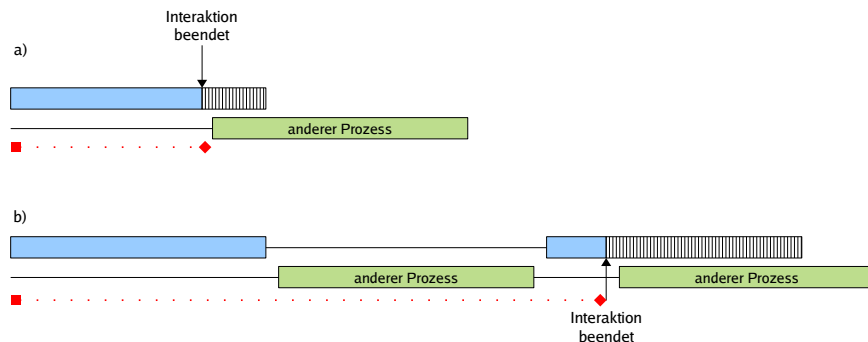 Interaktion
beendet
a)
anderer Prozess
b)
anderer Prozess
anderer Prozess
Interaktion
beendet